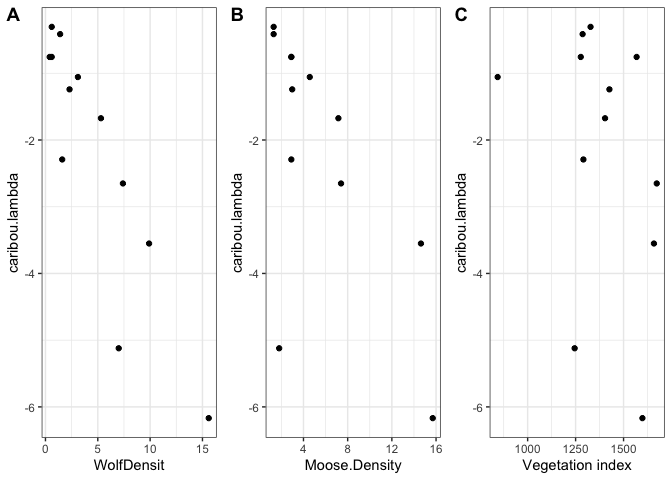 A
caribou.lambda
-2
-4
-6
0 5 10 15
WolfDensit
B
caribou.lambda
-2
-4
-6
4 8 12 16
Moose.Density
C
caribou.lambda
-2
-4
-6
1000 1250 1500
Vegetation index